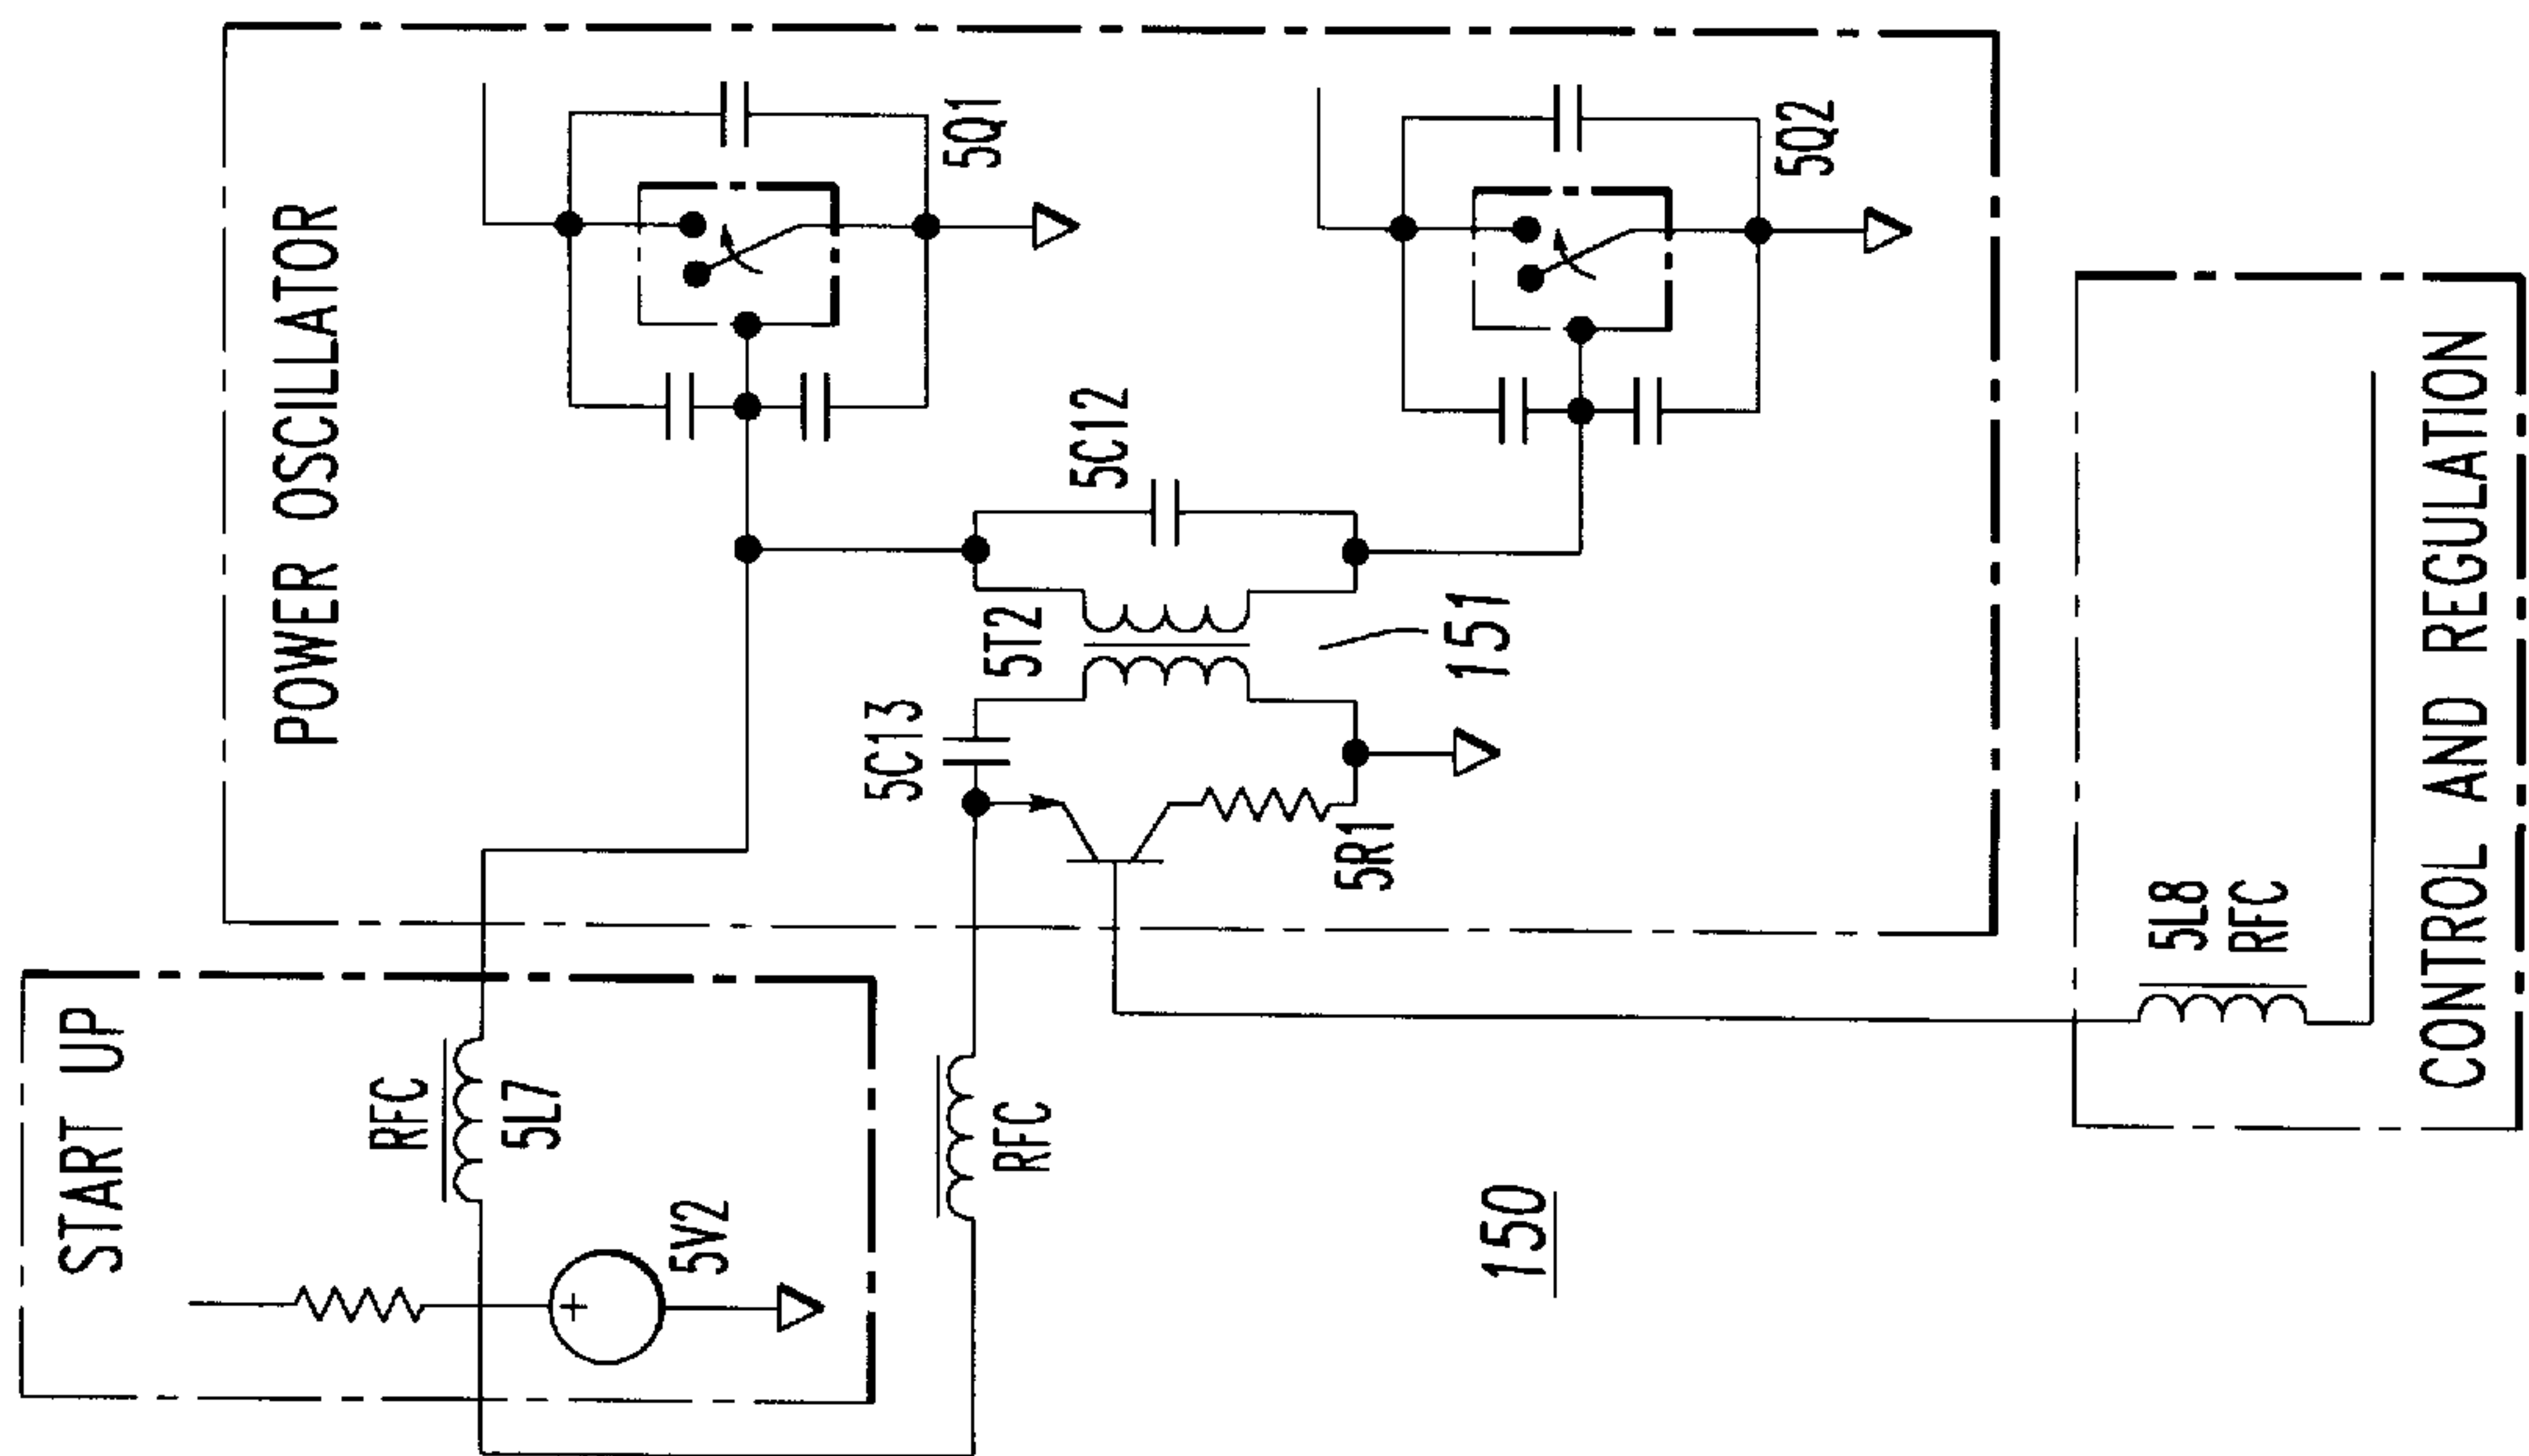 START UP
RFC
5L7
5V2
RFC
POWER OSCILLATOR
5Q1
5Q2
5C12
5T2
151
5C13
5R1
150
5L8
RFC
CONTROL AND REGULATION